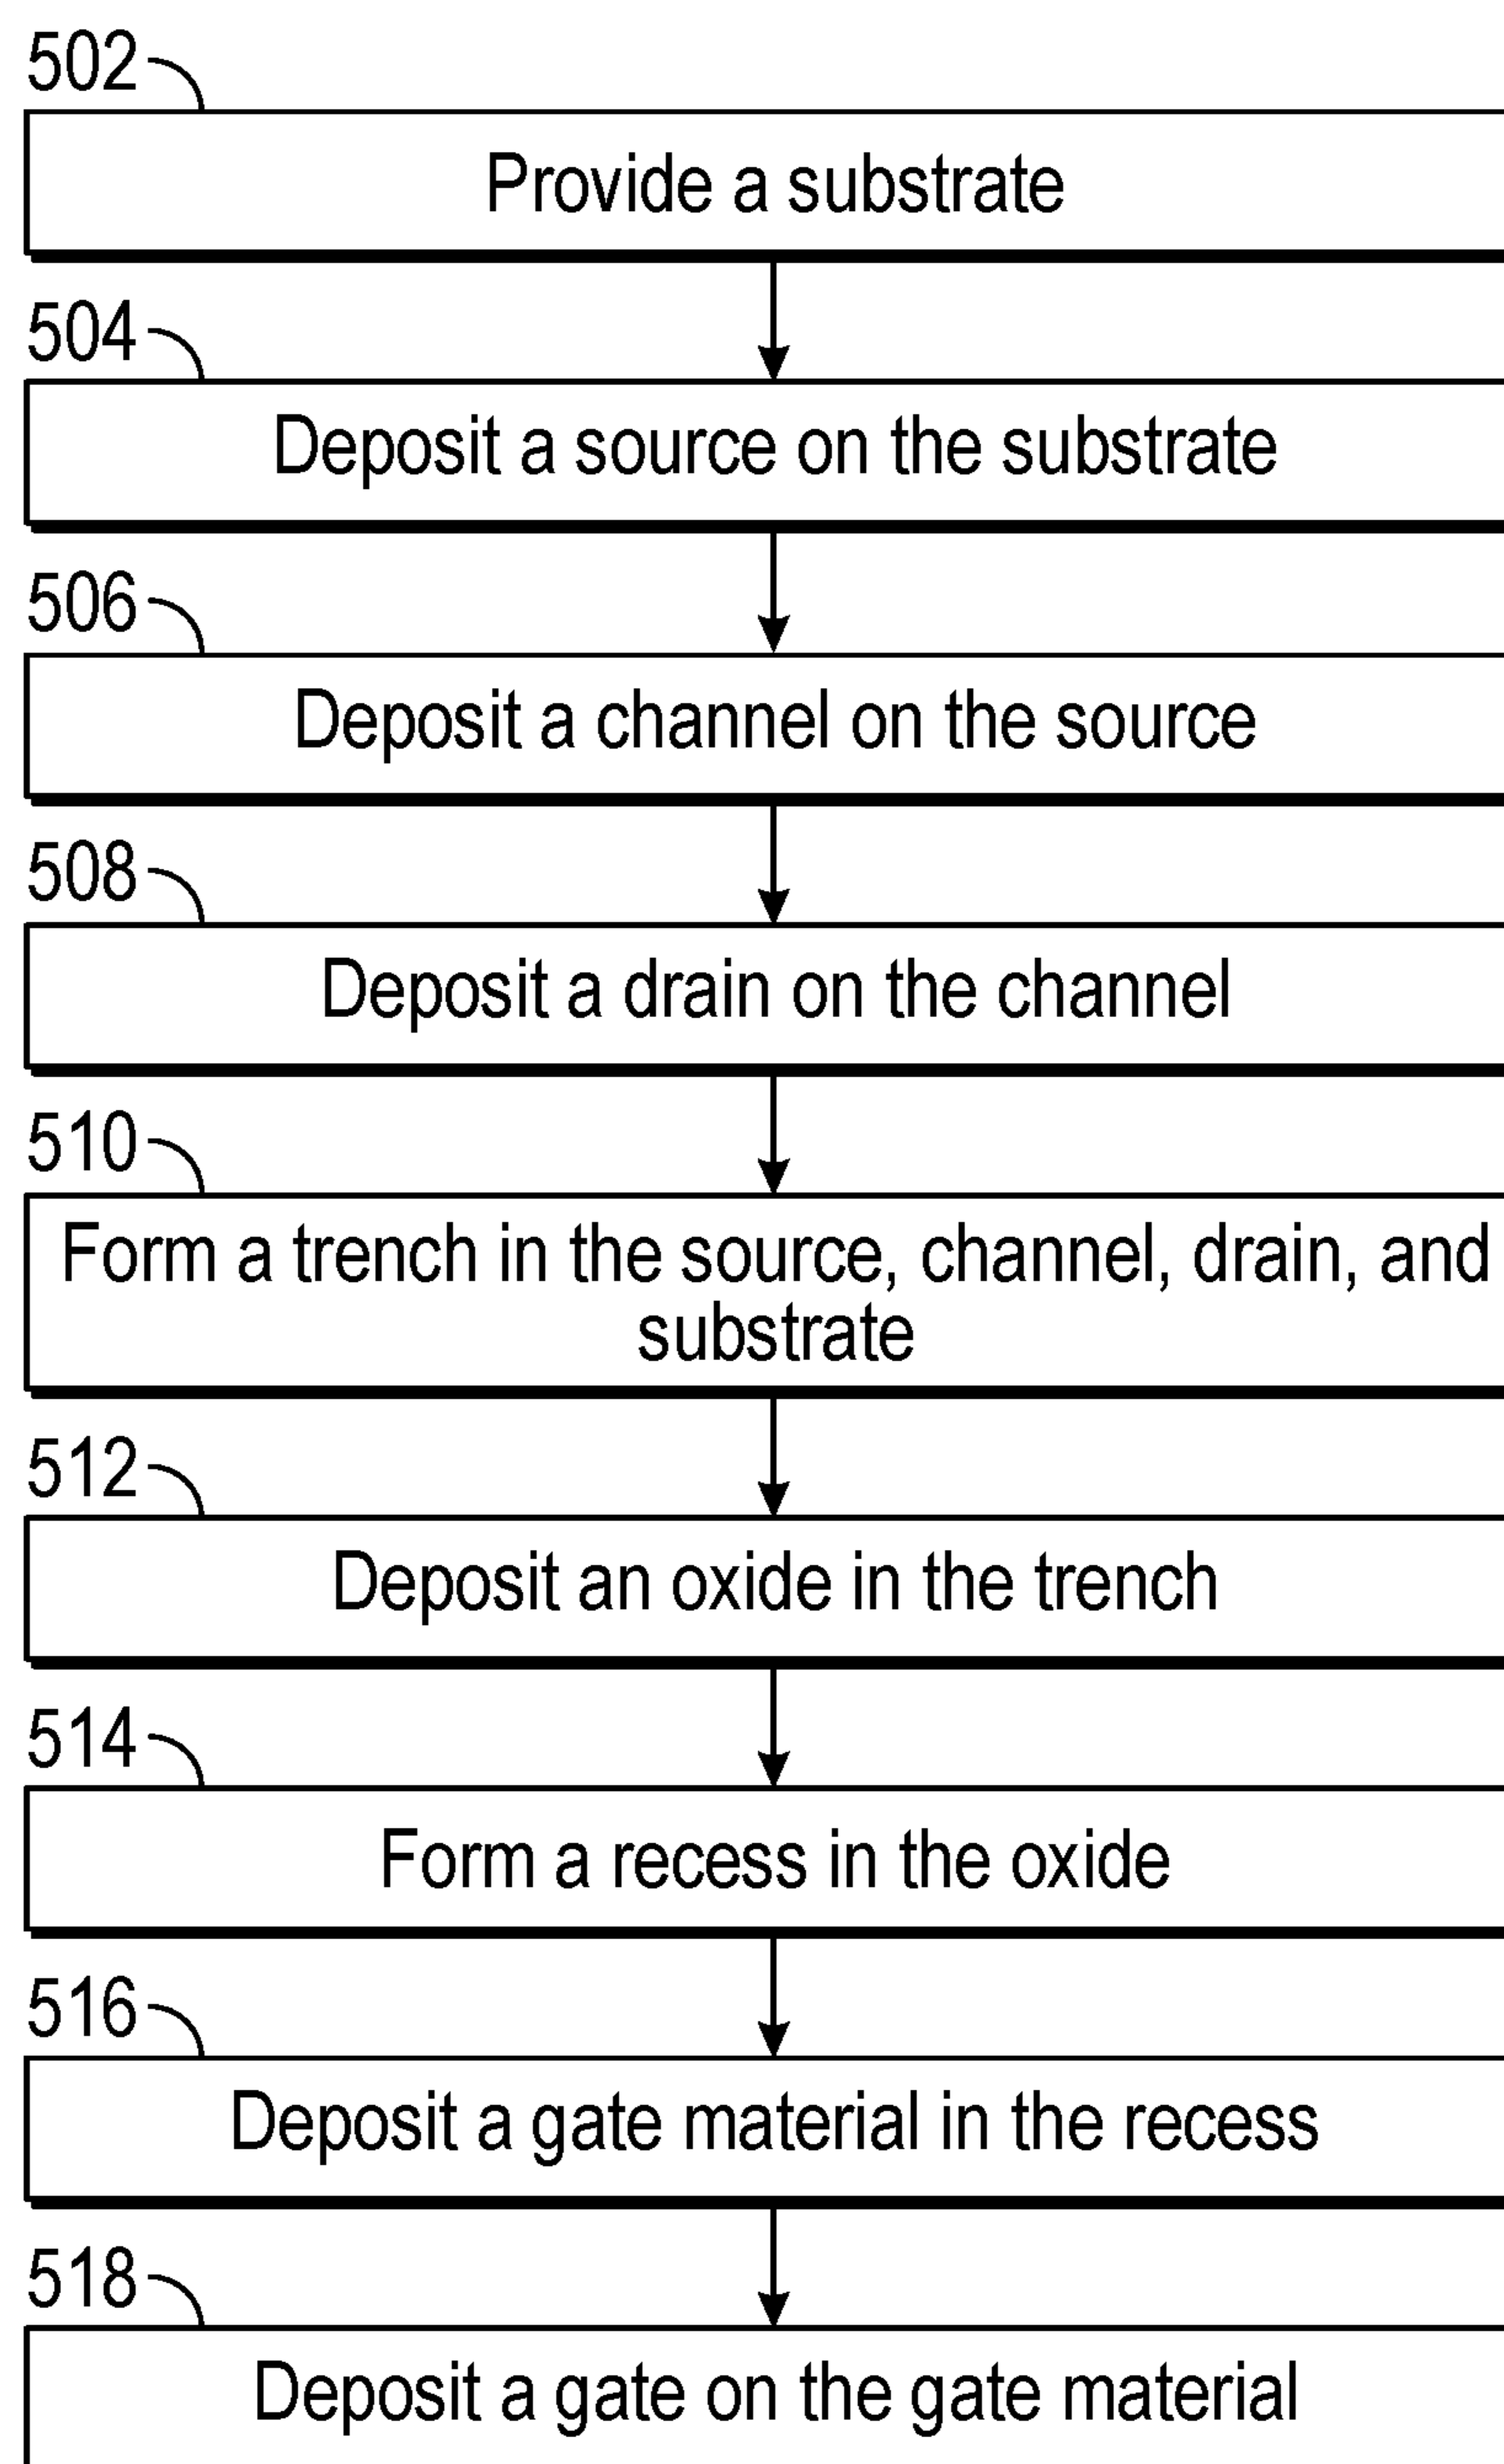 502
Provide a substrate
504
Deposit a source on the substrate
506
Deposit a channel on the source
508
Deposit a drain on the channel
510
Form a trench in the source, channel, drain, and
substrate
512
Deposit an oxide in the trench
514
Form a recess in the oxide
516
Deposit a gate material in the recess
518
Deposit a gate on the gate material